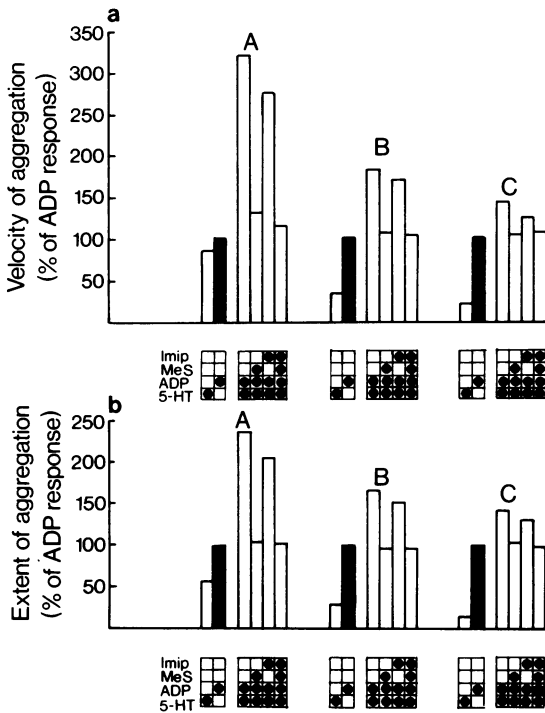 a
Velocity of aggregation
(% of ADP response)
350
300
250
200
150
100
50
A
B
C
Imip
MeS
ADP
5-HT
b
Extent of aggregation
(% of ADP response)
250
200
150
100
50
A
B
C
Imip
MeS
ADP
5-HT